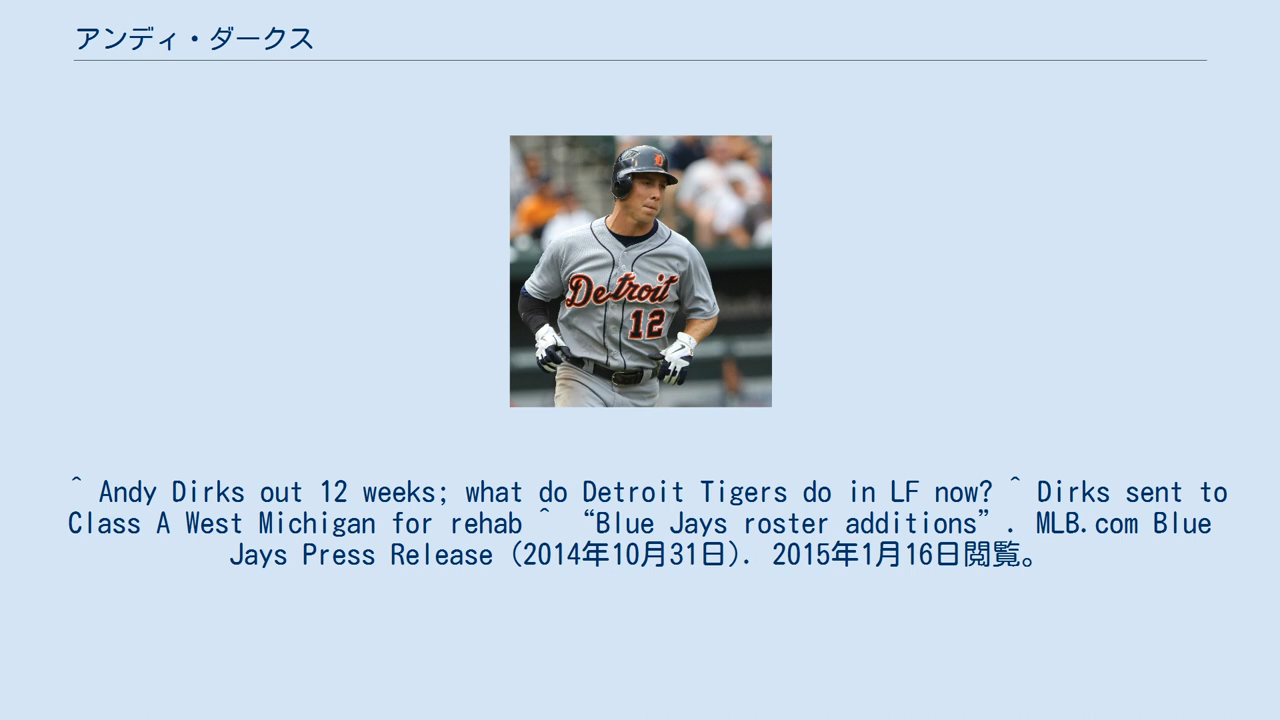 アンディ・ダークス
Detroit
12
^ Andy Dirks out 12 weeks; what do Detroit Tigers do in LF now? ^ Dirks sent to
Class A West Michigan for rehab ^ “Blue Jays roster additions”. MLB.com Blue
Jays Press Release (2014年10月31日). 2015年1月16日閲覧。